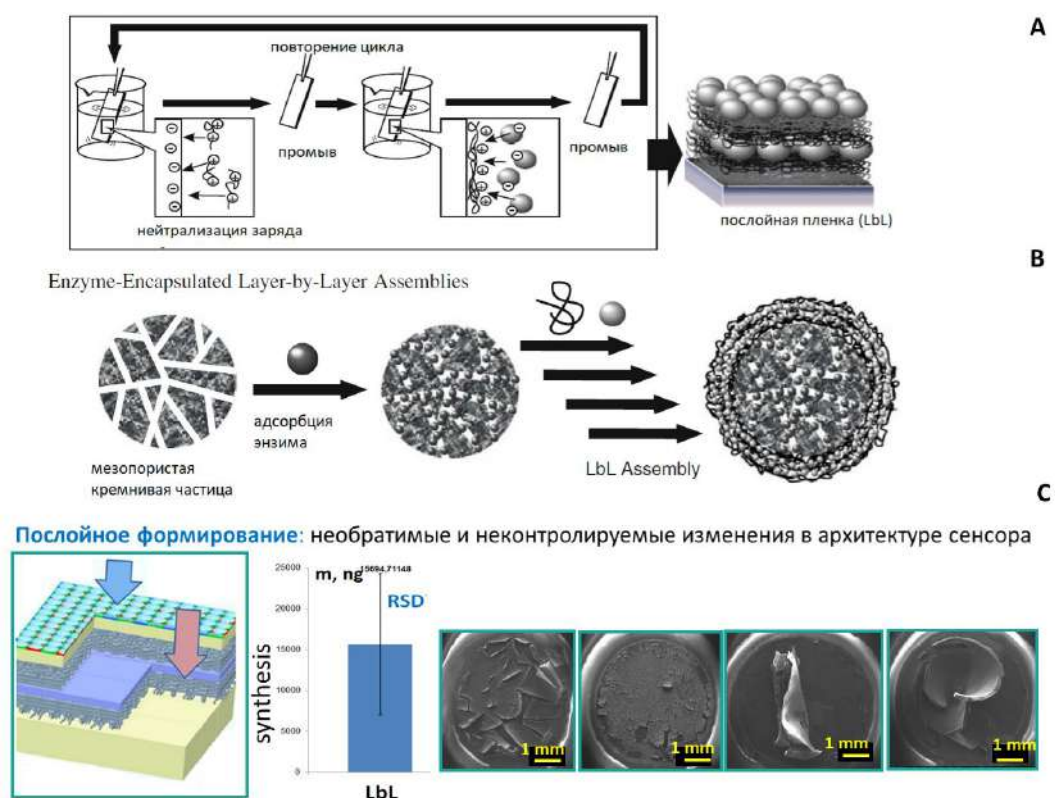 A
повторение цикла
промыв
промыв
нейтрализация заряда
послойная пленка (LbL)
B
Enzyme-Encapsulated Layer-by-Layer Assemblies
адсорбция
энзима
мезопористая
кремнивая частица
LbL Assembly
C
Послойное формирование: необратимые и неконтролируемые изменения в архитектуре сенсора
m, ng
15694,71148
RSD
25000
20000
15000
10000
5000
0
synthesis
LbL
1 mm
1 mm
1 mm
1 mm